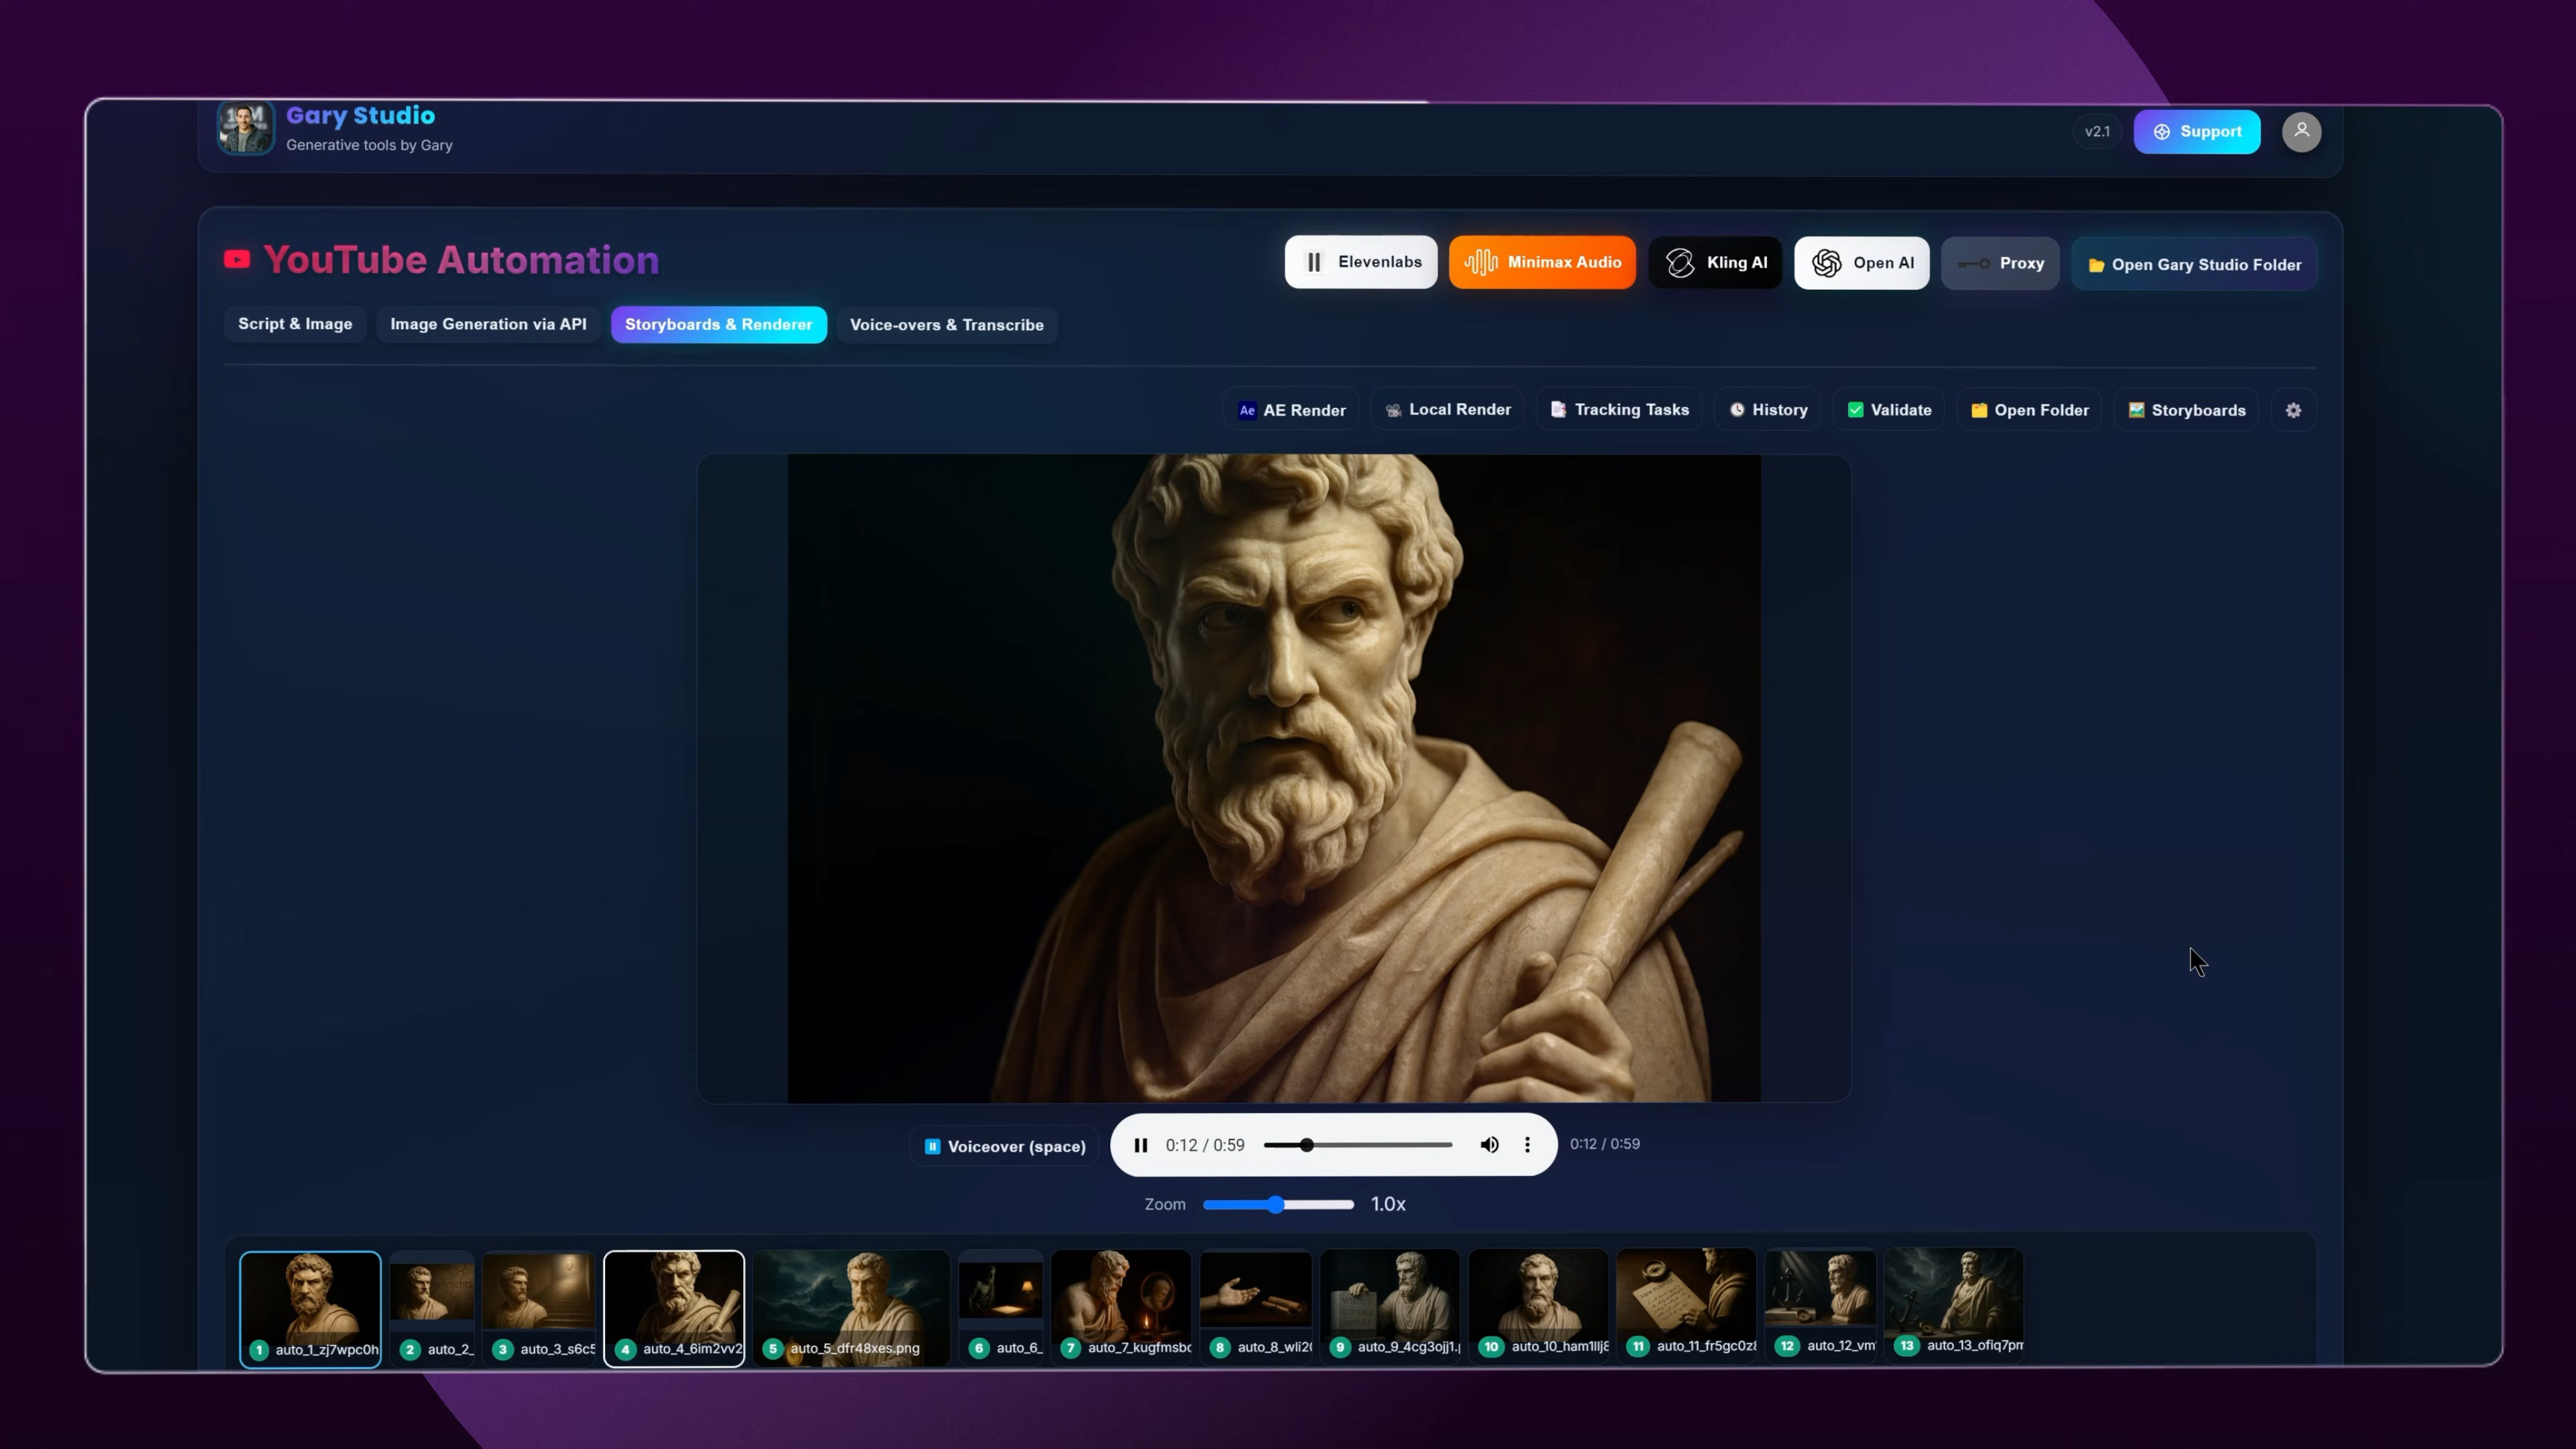 Gary Studio
Generative tools by Gary
v2.1
Support
YouTube Automation
Elevenlabs
Minimax Audio
Kling AI
Open AI
Proxy
Open Gary Studio Folder
Script & Image
Image Generation via API
Storyboards & Renderer
Voice-overs & Transcribe
Ae AE Render
Local Render
Tracking Tasks
History
Validate
Open Folder
Storyboards
Voiceover (space)
0:12 / 0:59
0:12 / 0:59
Zoom
1.0x
1 auto_1_zj7wpc0h
2 auto_2_
3 auto_3_s6c5
4 auto_4_6im2vv2
5 auto_5_dfr48xes.png
6 auto_6_
7 auto_7_kugfmsbc
8 auto_8_wli2
9 auto_9_4cg3ojj1.
10 auto_10_ham1llj8
11 auto_11_fr5gc0z
12 auto_12_vm
13 auto_13_ofiq7pm